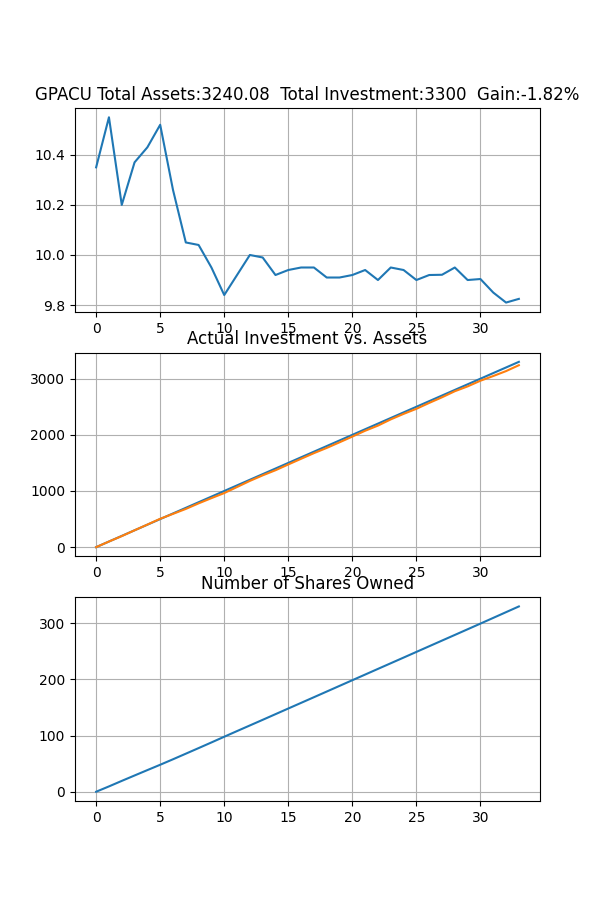 GPACU Total Assets:3240.08  Total Investment:3300  Gain:-1.82%
10.4
10.2
10.0
9.8
0 5 10 15 20 25 30
Actual Investment vs. Assets
3000
2000
1000
0
0 5 10 15 20 25 30
Number of Shares Owned
300
200
100
0
0 5 10 15 20 25 30